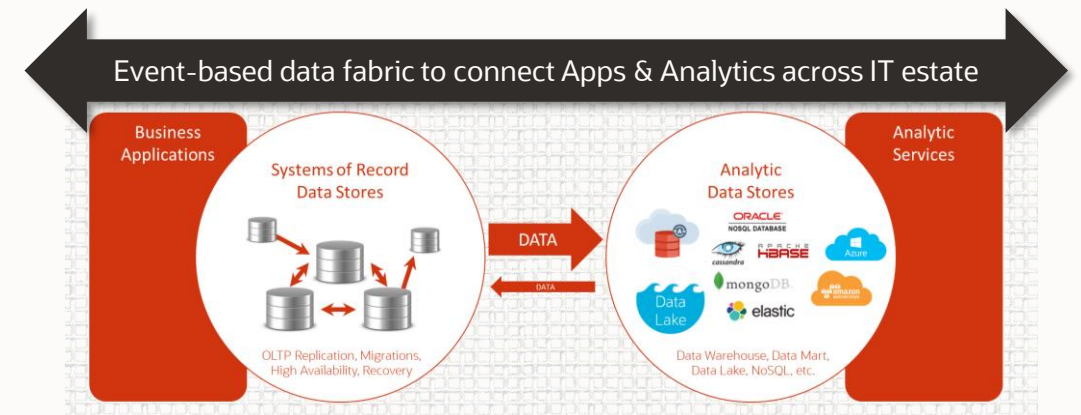 Event-based data fabric to connect Apps & Analytics across IT estate
Business
Applications
Systems of Record
Data Stores
OLTP Replication, Migrations,
High Availability, Recovery
DATA
DATA
Analytic
Data Stores
ORACLE
NOSQL DATABASE
cassandra
APACHE
HBASE
Azure
mongoDB
Data
Lake
elastic
amazon
Data Warehouse, Data Mart,
Data Lake, NoSQL, etc.
Analytic
Services